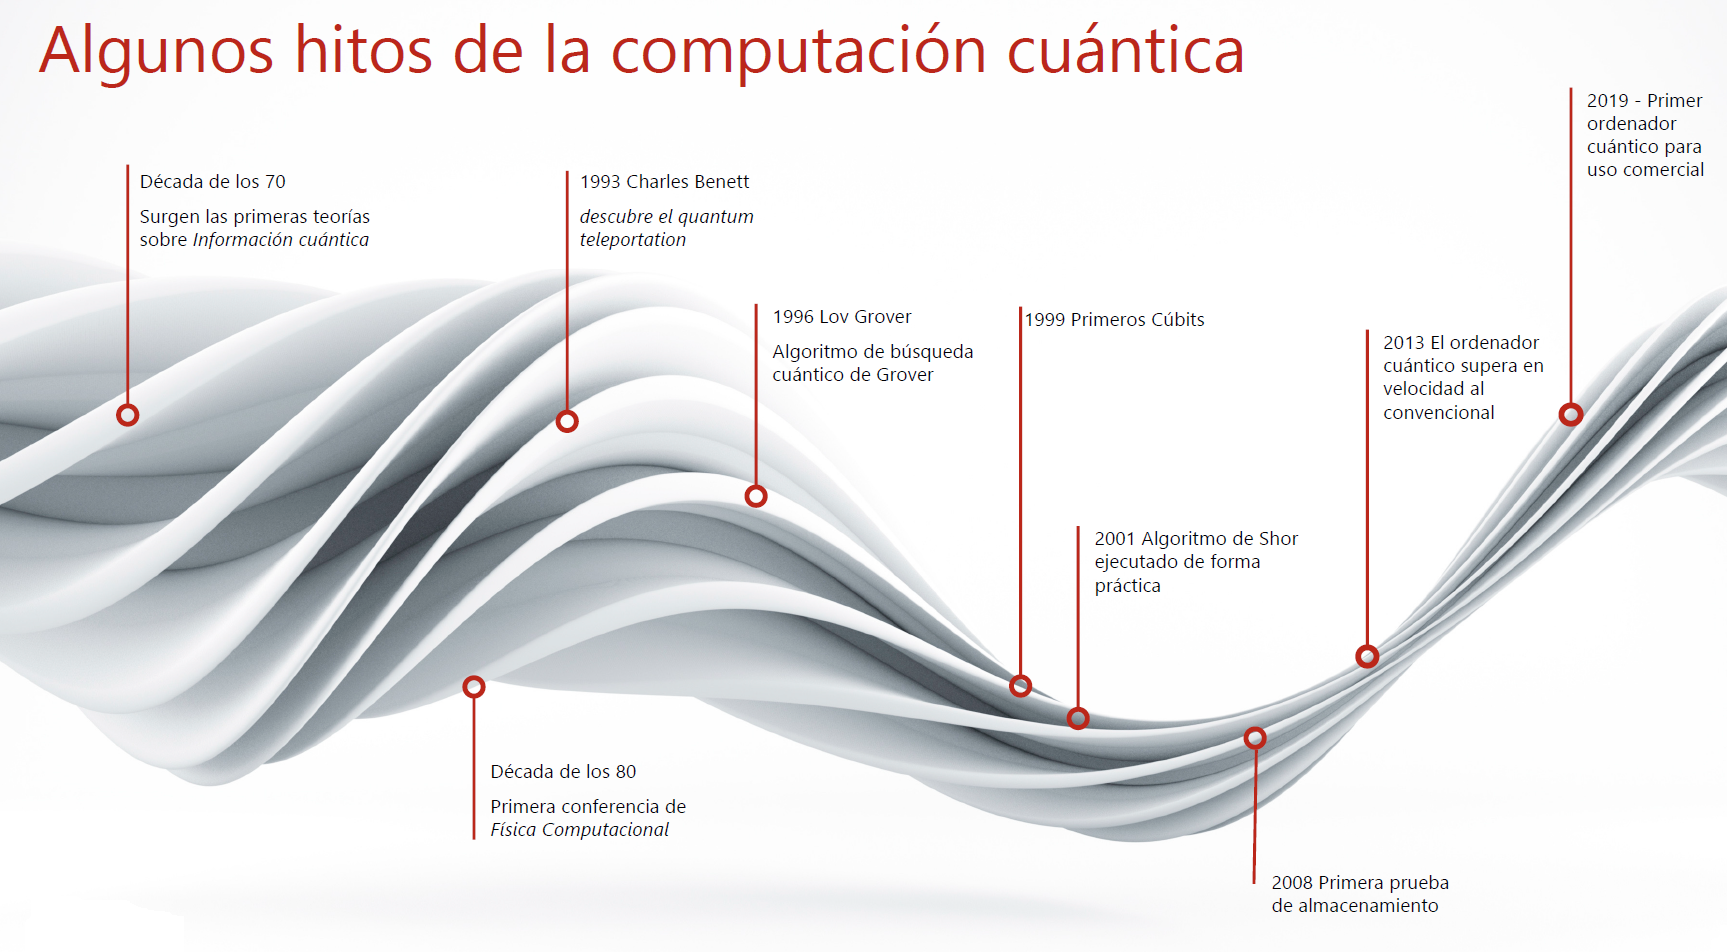 Algunos hitos de la computación cuántica
Década de los 70
Surgen las primeras teorías
sobre Información cuántica
Década de los 80
Primera conferencia de
Física Computacional
1993 Charles Benett
descubre el quantum
teleportation
1996 Lov Grover
Algoritmo de búsqueda
cuántico de Grover
1999 Primeros Cúbits
2001 Algoritmo de Shor
ejecutado de forma
práctica
2008 Primera prueba
de almacenamiento
2013 El ordenador
cuántico supera en
velocidad al
convencional
2019 - Primer
ordenador
cuántico para
uso comercial